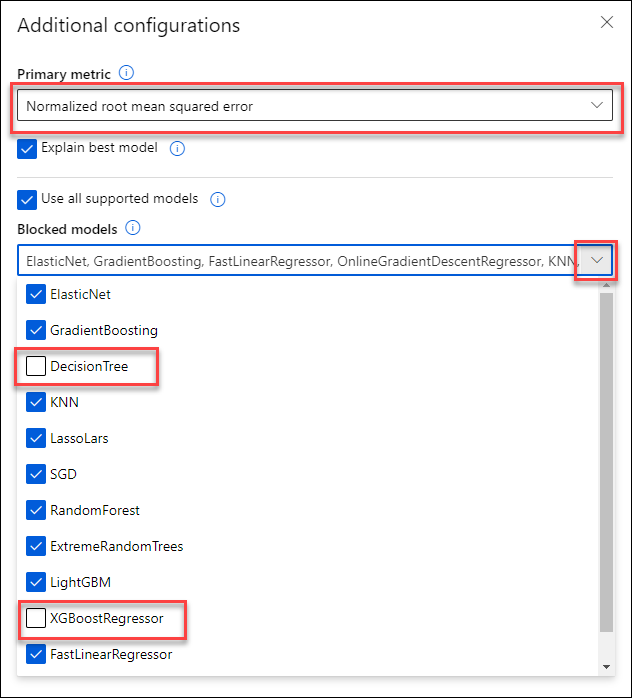 Additional configurations
Primary metric
Normalized root mean squared error
Explain best model
Use all supported models
Blocked models
ElasticNet, GradientBoosting, FastLinearRegressor, OnlineGradientDescentRegressor, KNN,
ElasticNet
GradientBoosting
DecisionTree
KNN
LassoLars
SGD
RandomForest
ExtremeRandomTrees
LightGBM
XGBoostRegressor
FastLinearRegressor